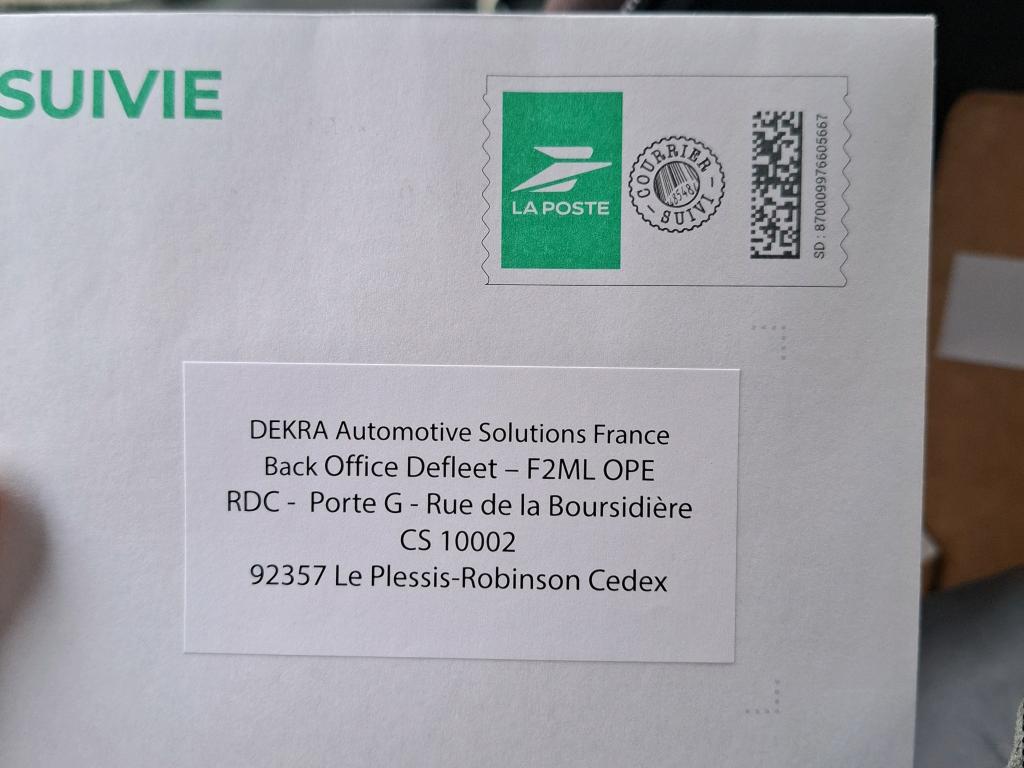 SUIVIE
LA POSTE
COURRIER
SUIVI
SD : 8700099976605667
DEKRA Automotive Solutions France
Back Office Defleet – F2ML OPE
RDC - Porte G - Rue de la Boursidière
CS 10002
92357 Le Plessis-Robinson Cedex